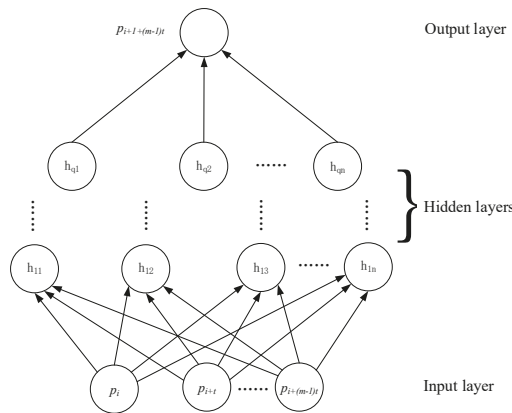 p_{i+1+(m-1)t} Output layer
h_{q1} h_{q2} ...... h_{qn}
Hidden layers
h_{11} h_{12} h_{13} ...... h_{1n}
p_i p_{i+t} ...... p_{i+(m-1)t} Input layer